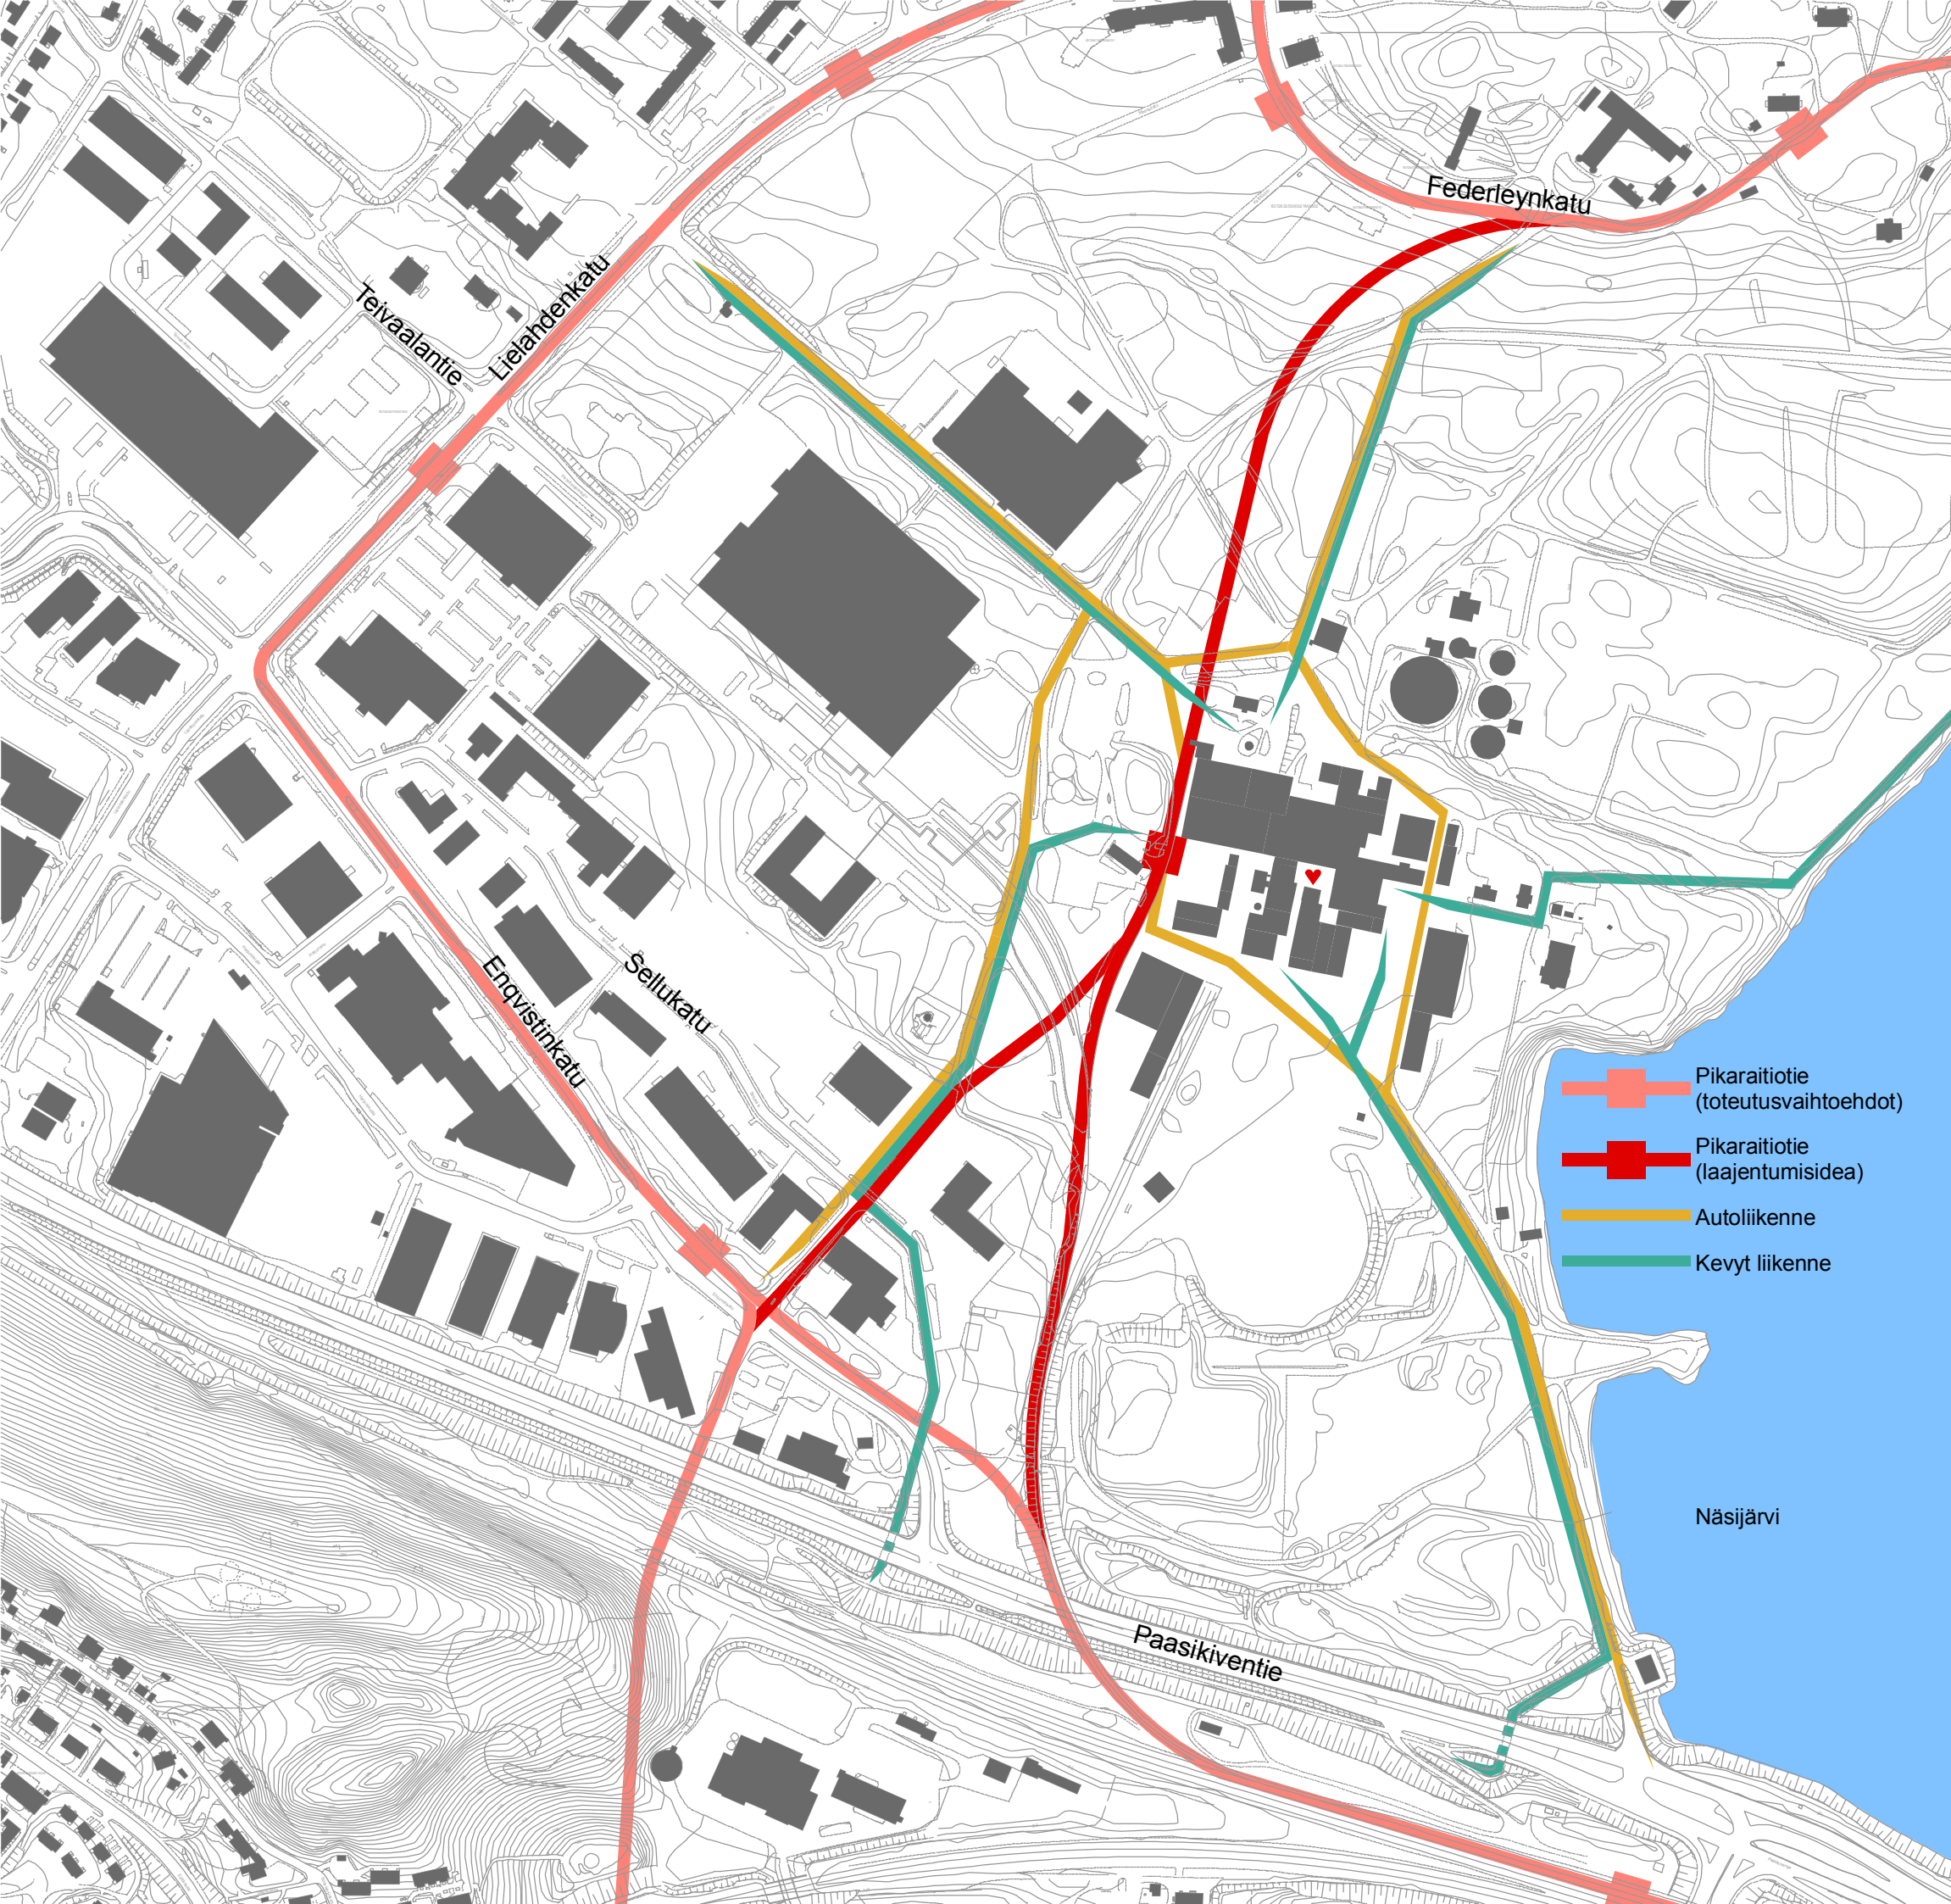 Federleynkatu
Teivaalantie
Lielahdenkatu
Enqvistinkatu
Sellukatu
Pikaraitiotie
(toteutusvaihtoehdot)
Pikaraitiotie
(laajentumisidea)
Autoliikenne
Kevyt liikenne
Näsijärvi
Paasikiventie